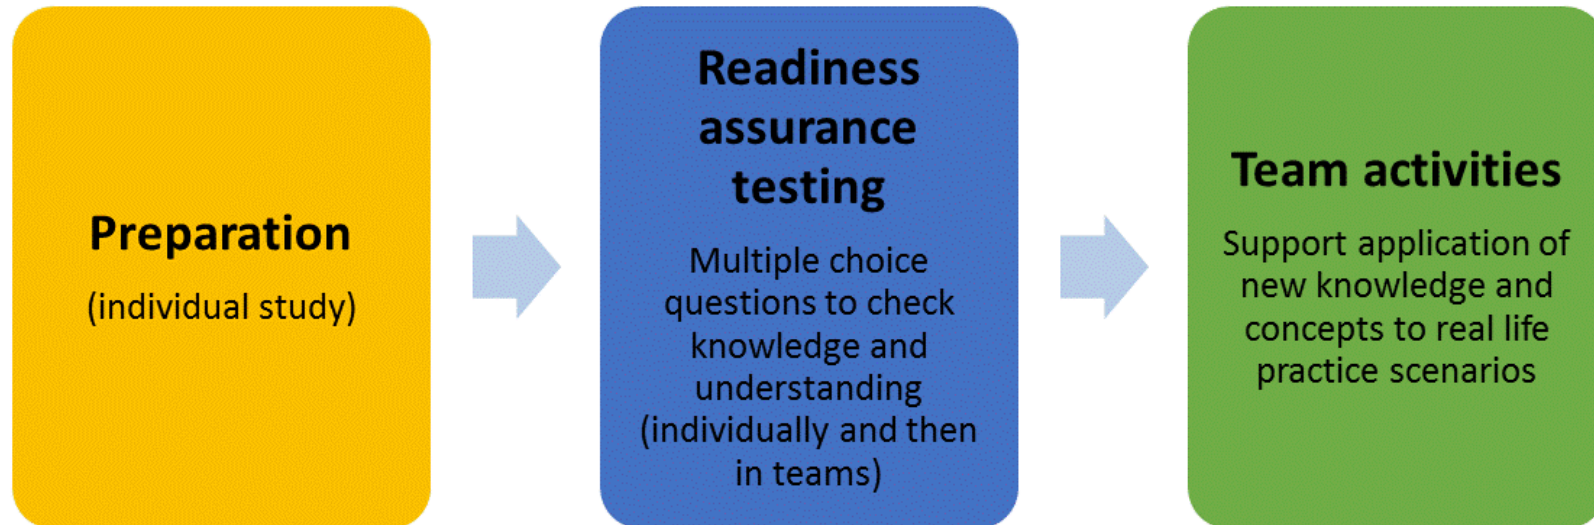 Preparation
(individual study)
Readiness
assurance
testing
Multiple choice
questions to check
knowledge and
understanding
(individually and then
in teams)
Team activities
Support application of
new knowledge and
concepts to real life
practice scenarios